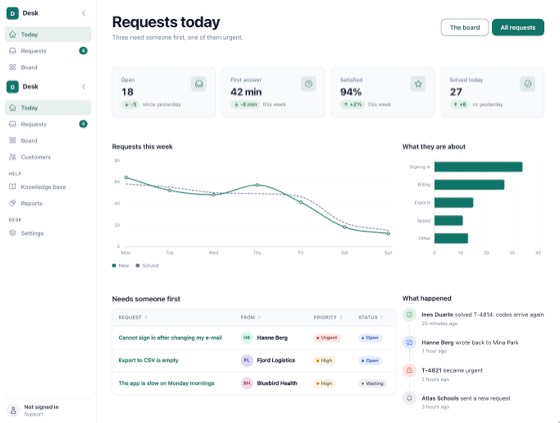 Desk
Today
Requests 4
Board
Desk
Today
Requests 4
Board
Customers
HELP
Knowledge base
Reports
DESK
Settings
Not signed in
Support
Requests today
Three need someone first, one of them urgent.
The board
All requests
Open
18
↓ -5 since yesterday
First answer
42 min
↓ -6 min this week
Satisfied
94%
↑ +2% this week
Solved today
27
↑ +6 vs yesterday
Requests this week
Mon Tue Wed Thu Fri Sat Sun
New Solved
What they are about
Signing in
Billing
Exports
Speed
Other
0 10 20 30 40
Needs someone first
REQUEST FROM PRIORITY STATUS
Cannot sign in after changing my e-mail HB Hanne Berg Urgent Open
Export to CSV is empty FL Fjord Logistics High Open
The app is slow on Monday mornings BH Bluebird Health High Waiting
What happened
Ines Duarte solved T-4814: codes arrive again
20 minutes ago
Hanne Berg wrote back to Mina Park
1 hour ago
T-4821 became urgent
2 hours ago
Atlas Schools sent a new request
3 hours ago